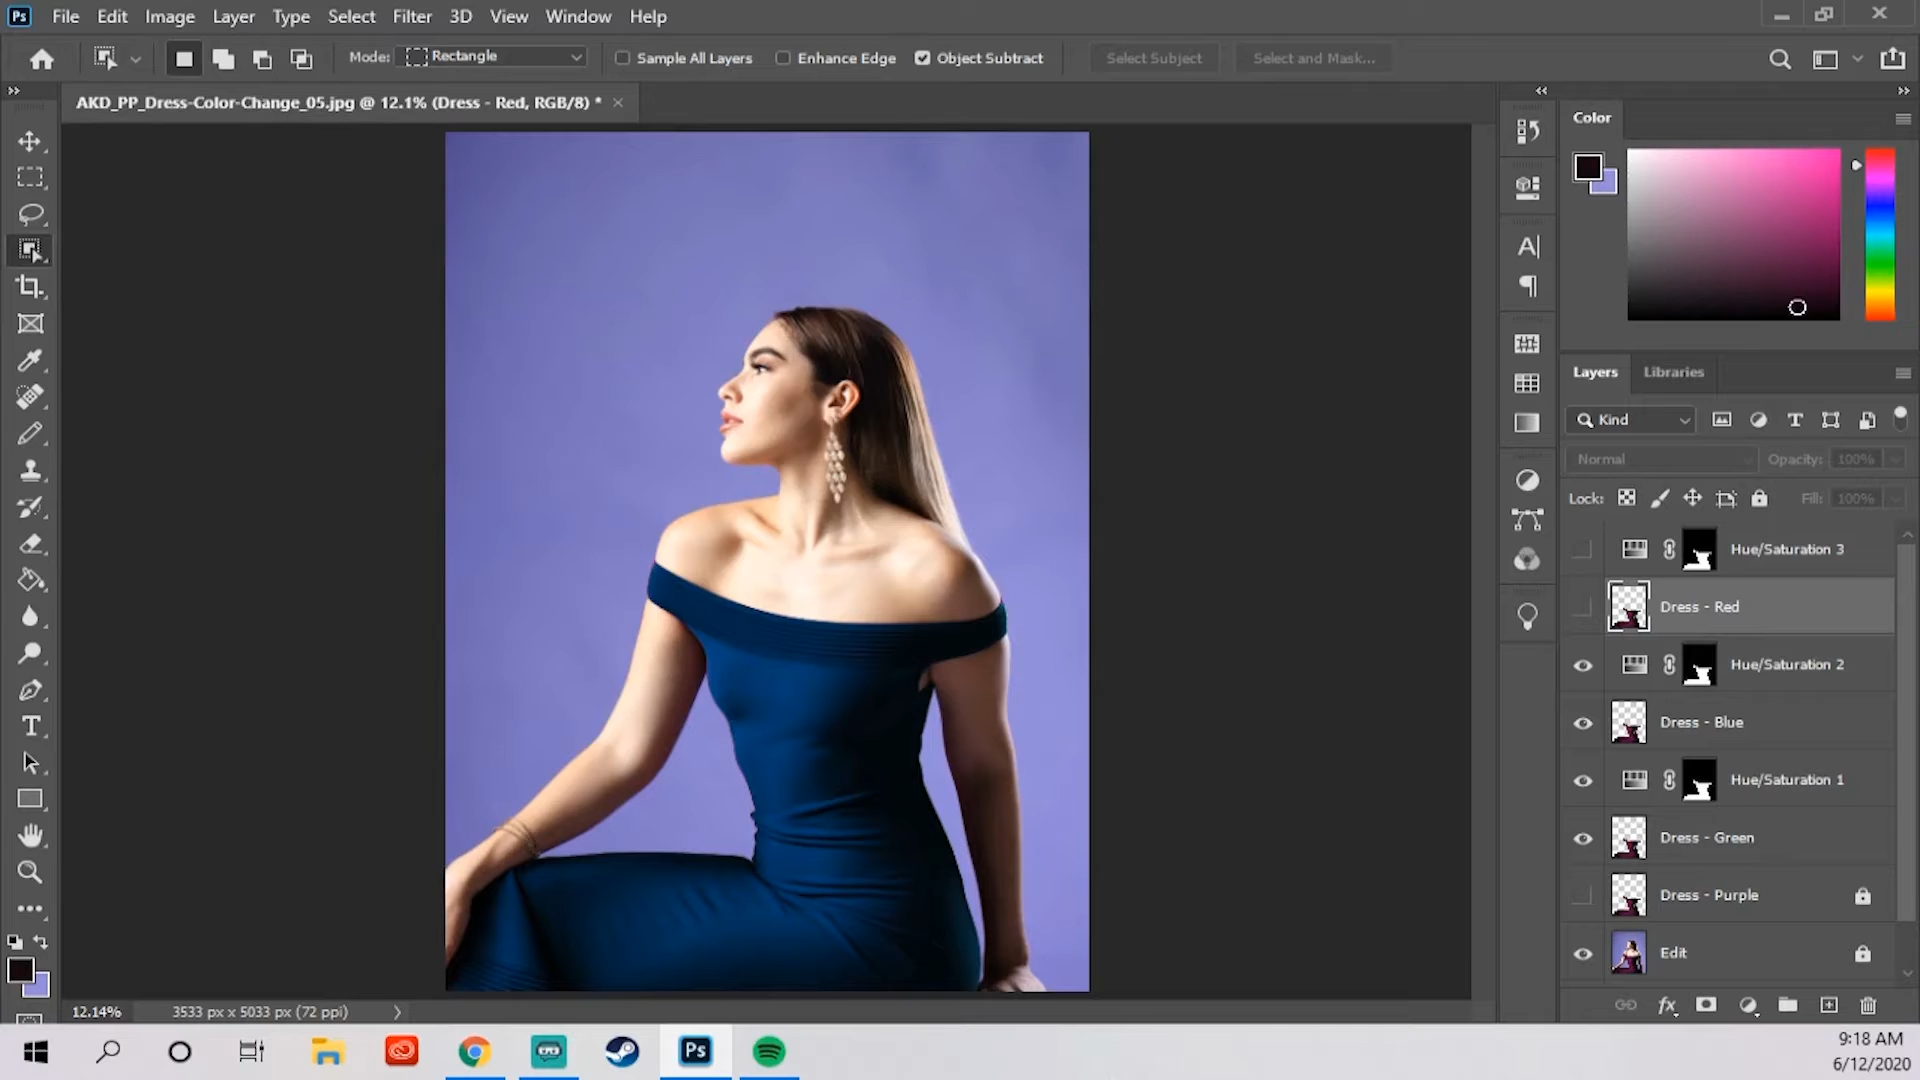 Ps File Edit Image Layer Type Select Filter 3D View Window Help
Mode: Rectangle Sample All Layers Enhance Edge Object Subtract Select Subject Select and Mask...
AKD_PP_Dress-Color-Change_05.jpg @ 12.1% (Dress - Red, RGB/8) * ×
Color
Layers Libraries
Kind
Normal Opacity: 100%
Lock: Fill: 100%
Hue/Saturation 3
Dress - Red
Hue/Saturation 2
Dress - Blue
Hue/Saturation 1
Dress - Green
Dress - Purple
Edit
12.14% 3533 px x 5033 px (72 ppi)
fx
Ps
9:18 AM
6/12/2020